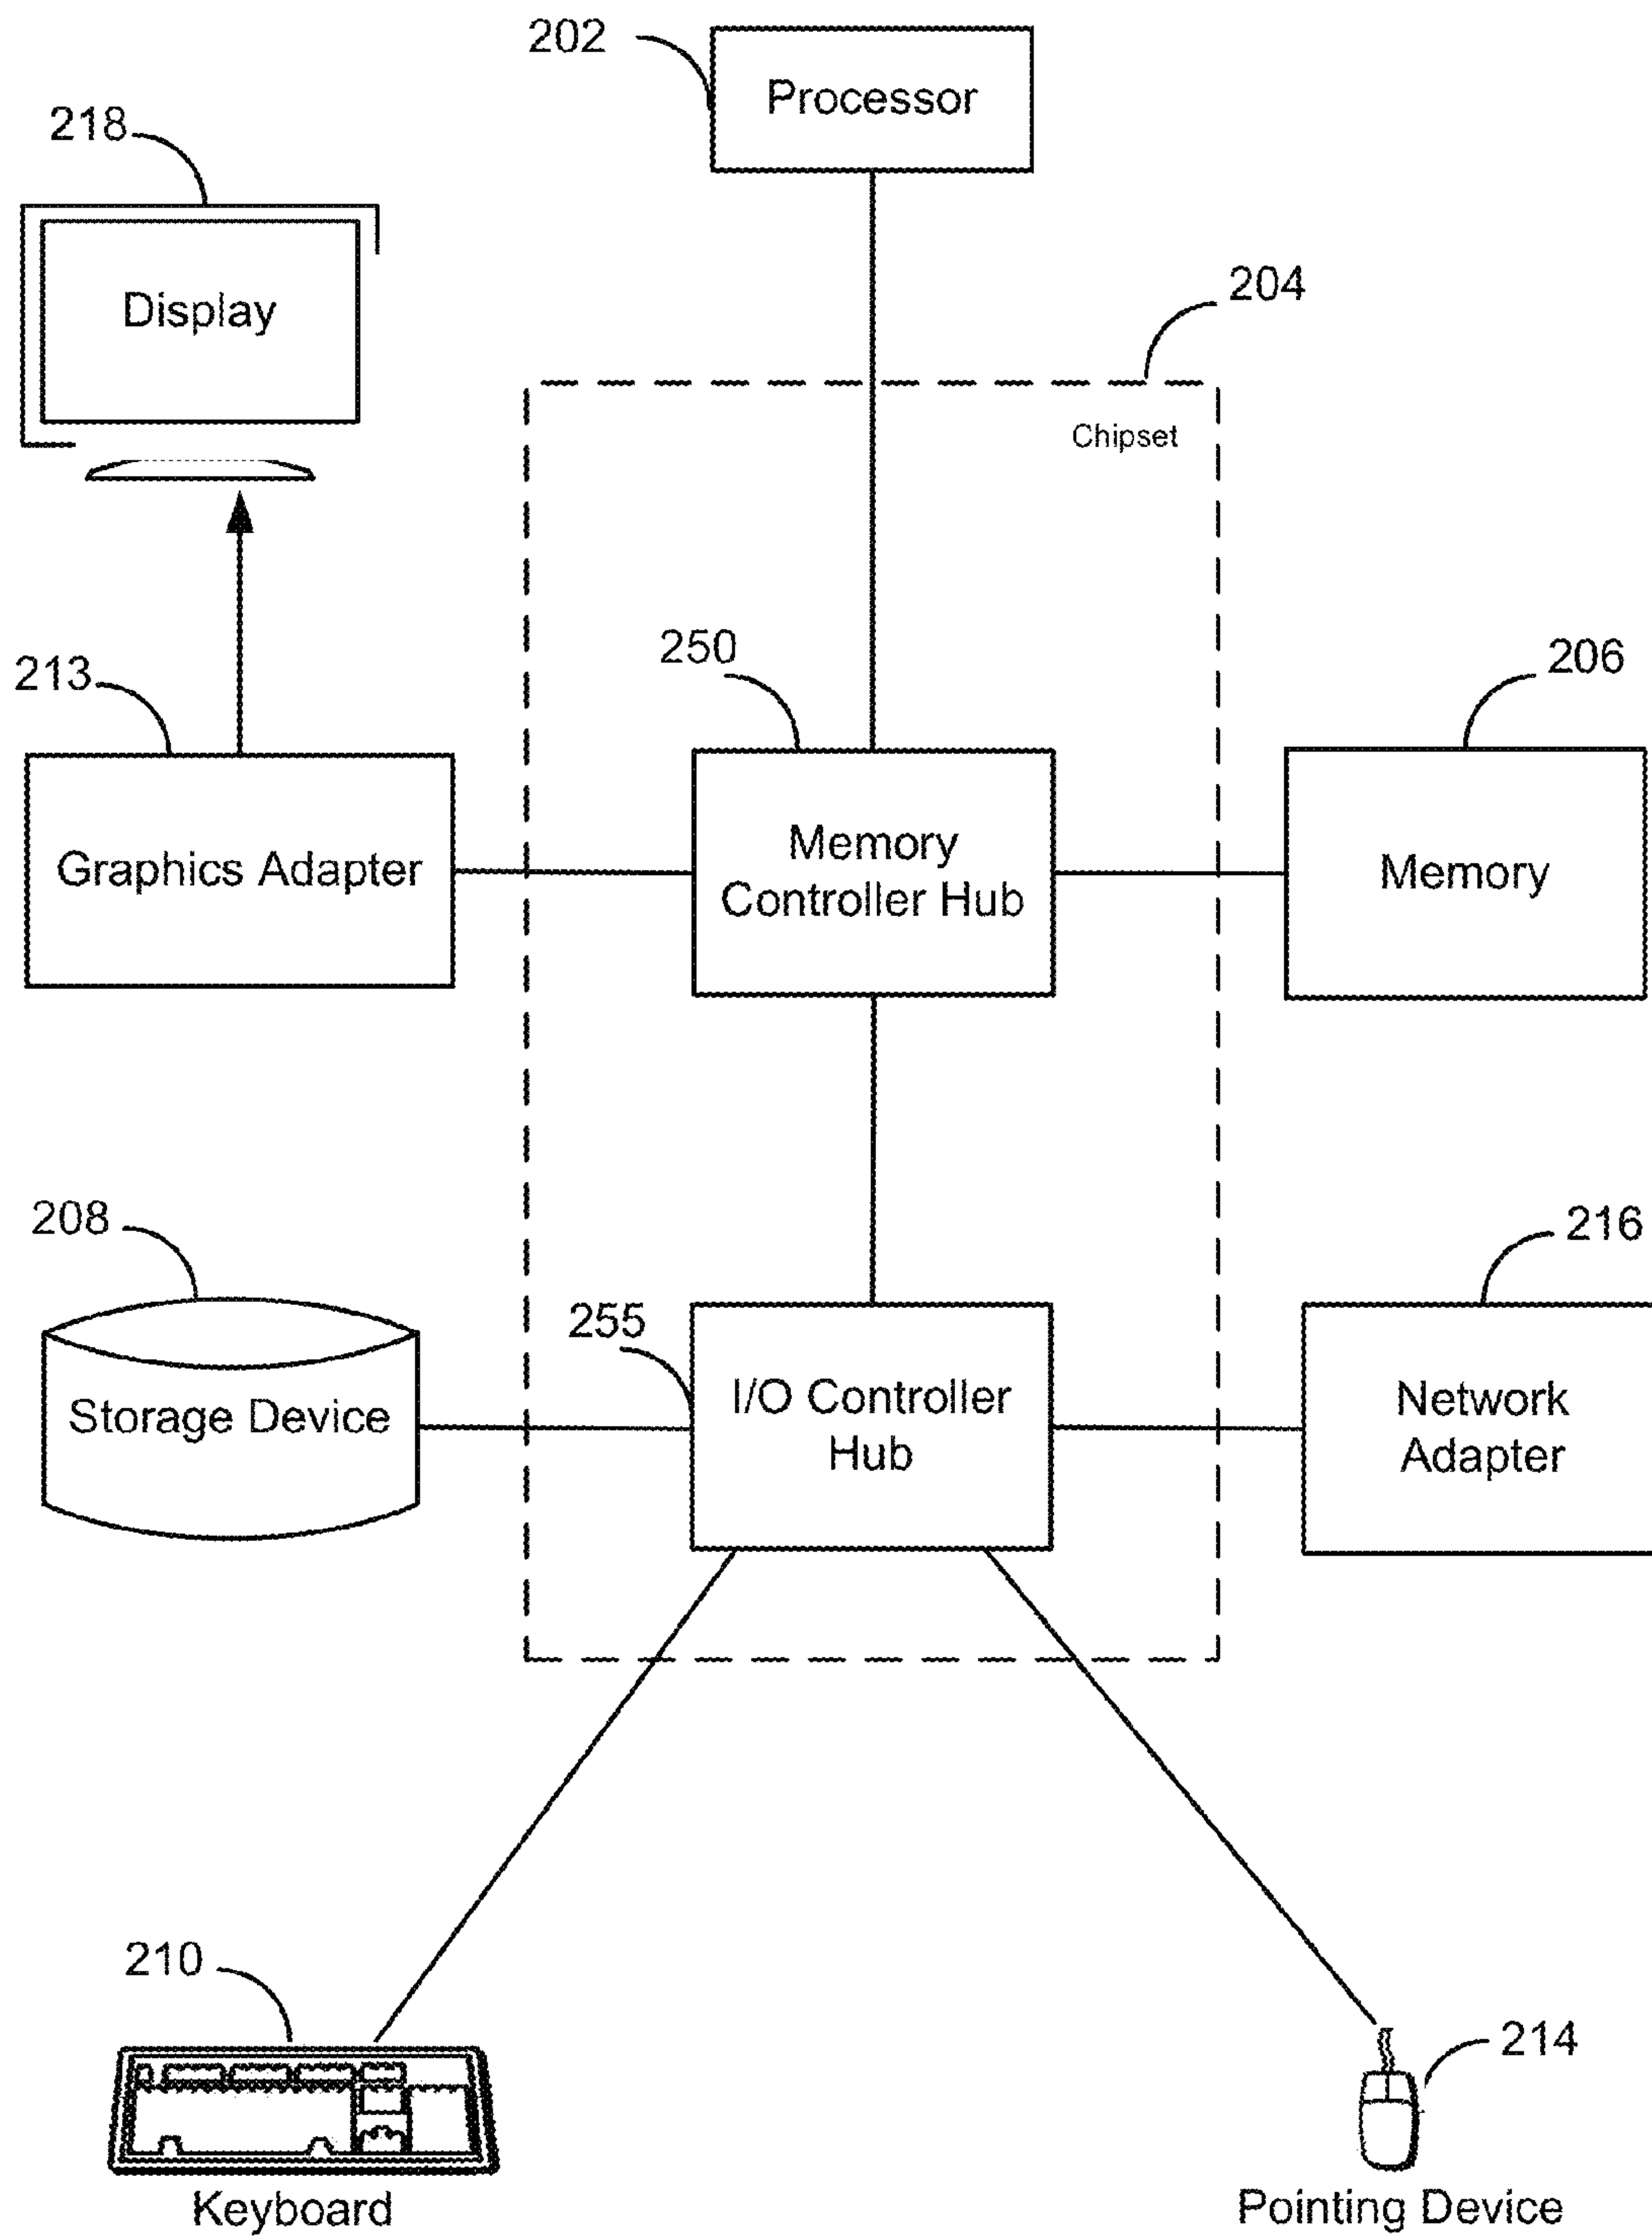 202
Processor
218
Display
204
Chipset
213
250
206
Graphics Adapter
Memory
Controller Hub
Memory
208
255
216
Storage Device
I/O Controller
Hub
Network
Adapter
210
214
Keyboard
Pointing Device